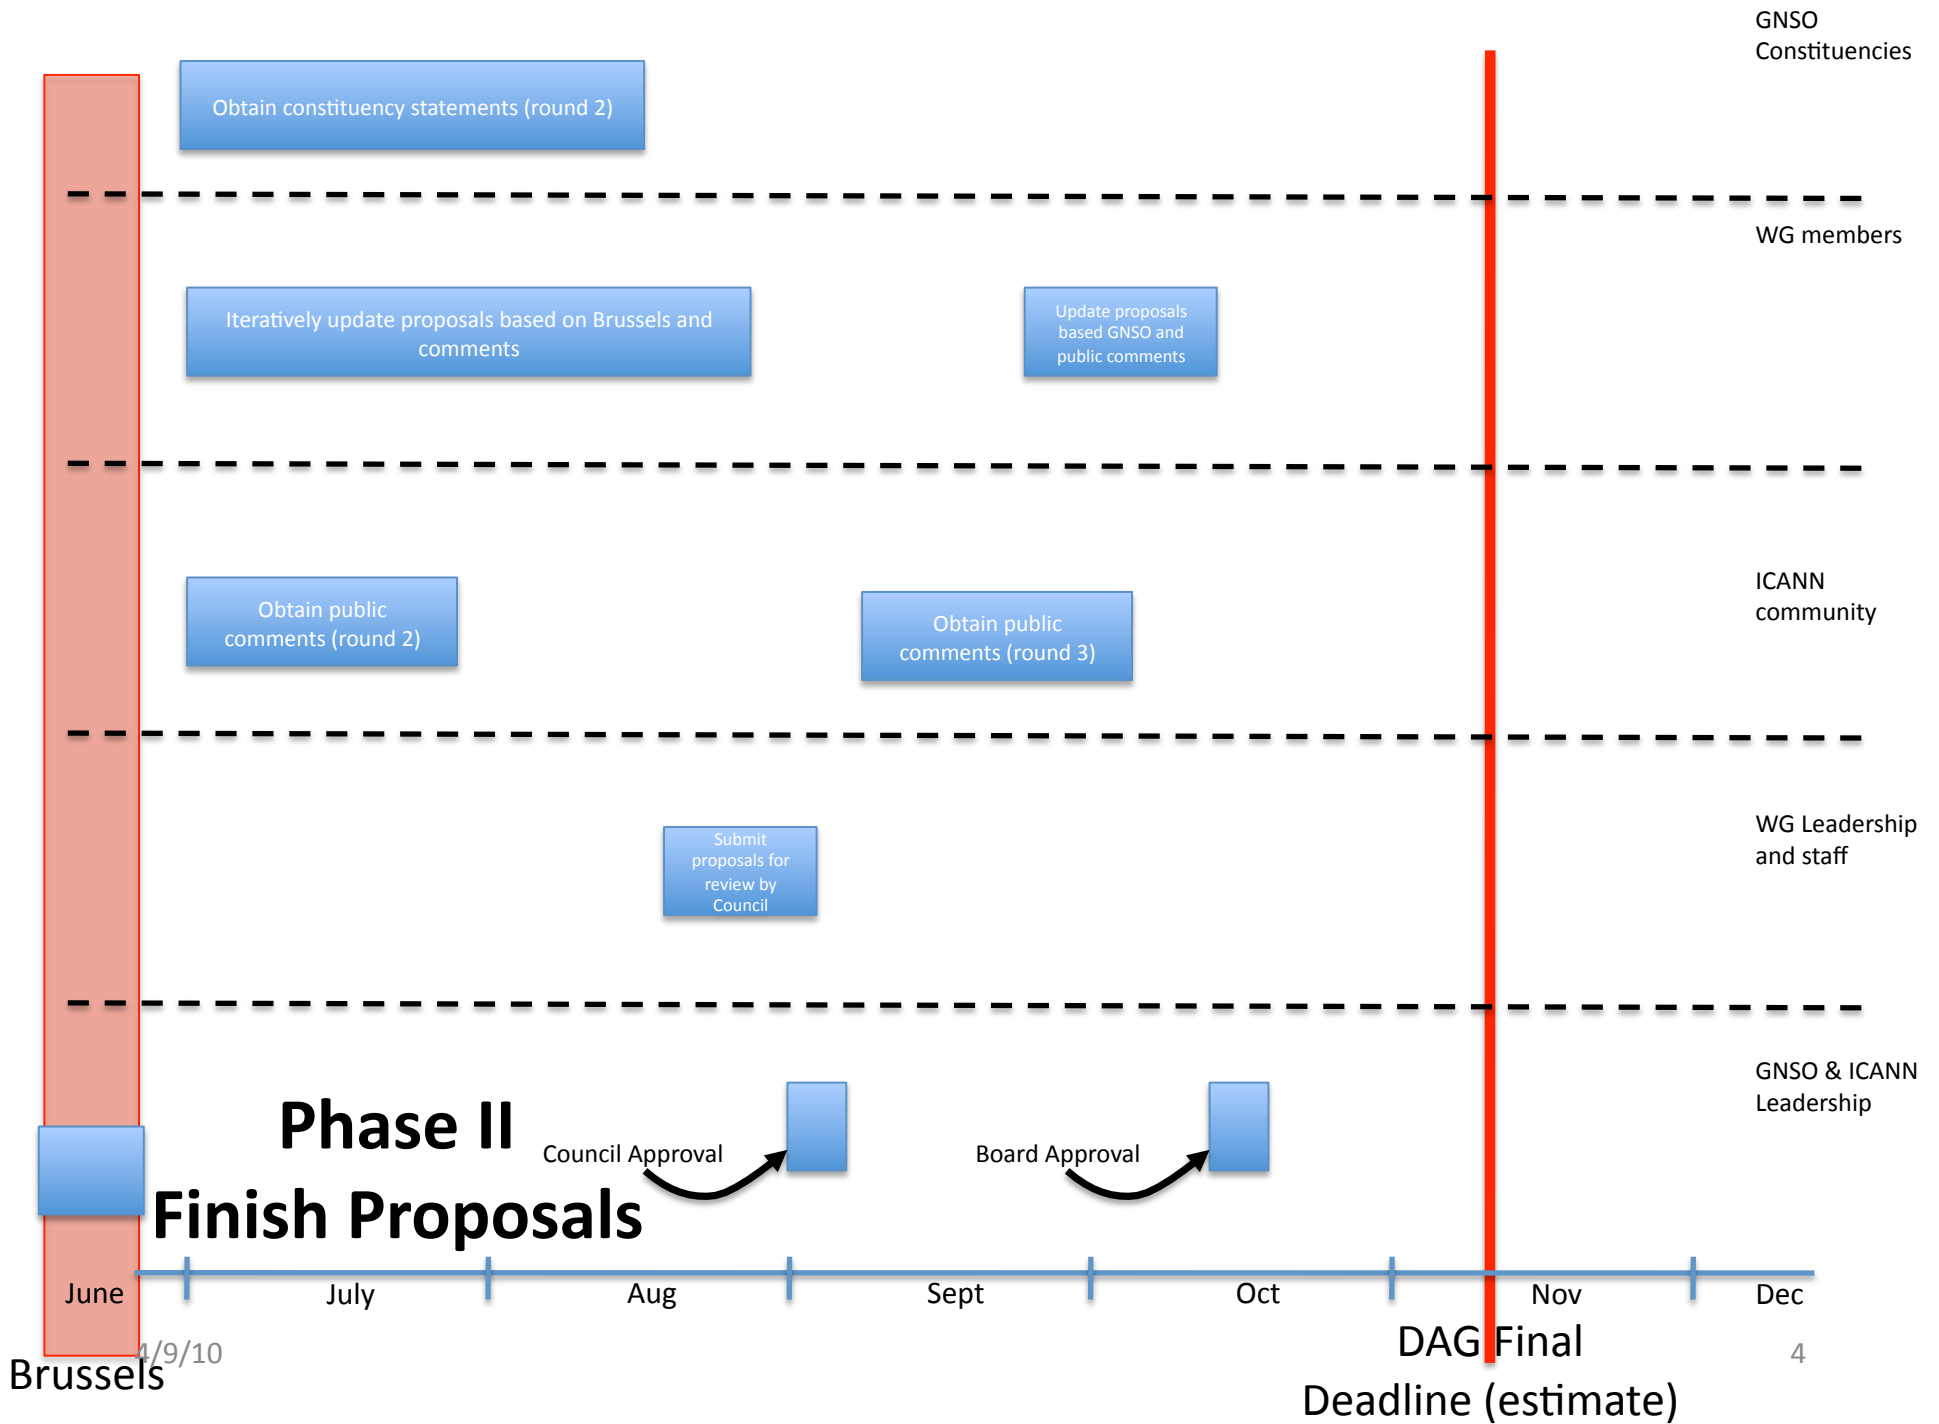 GNSO
Constituencies
Obtain constituency statements (round 2)
WG members
Iteratively update proposals based on Brussels and
comments
Update proposals
based GNSO and
public comments
ICANN
community
Obtain public
comments (round 2)
Obtain public
comments (round 3)
WG Leadership
and staff
Submit
proposals for
review by
Council
GNSO & ICANN
Leadership
Phase II
Finish Proposals
Council Approval
Board Approval
June
July
Aug
Sept
Oct
Nov
Dec
Brussels
4/9/10
DAG Final
Deadline (estimate)
4